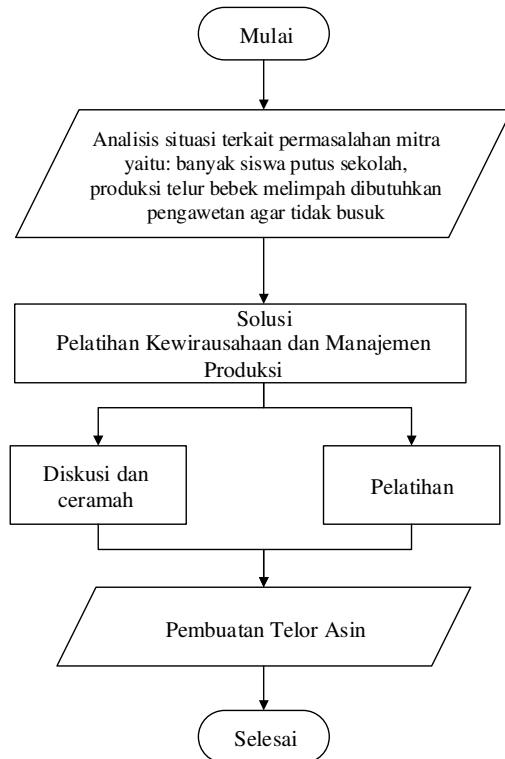 Mulai
Analisis situasi terkait permasalahan mitra
yaitu: banyak siswa putus sekolah,
produksi telur bebek melimpah dibutuhkan
pengawetan agar tidak busuk
Solusi
Pelatihan Kewirausahaan dan Manajemen
Produksi
Diskusi dan
ceramah
Pelatihan
Pembuatan Telor Asin
Selesai